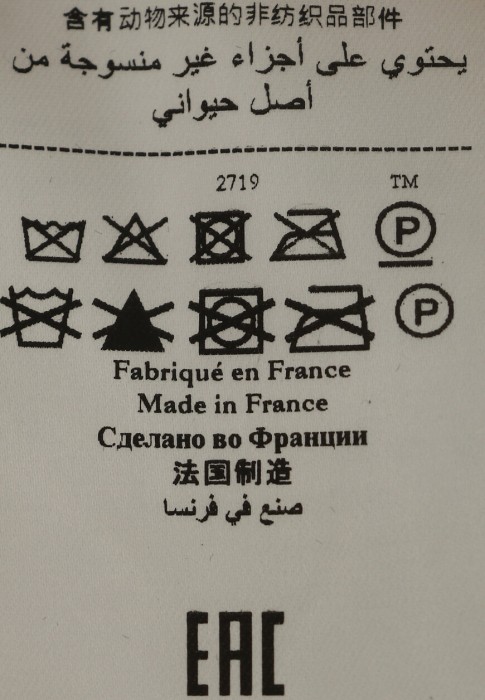 含有动物来源的非纺织品部件
يحتوي على أجزاء غير منسوجة من
أصل حيواني
2719 TM
P
P
Fabriqué en France
Made in France
Сделано во Франции
法国制造
صنع في فرنسا
EAC